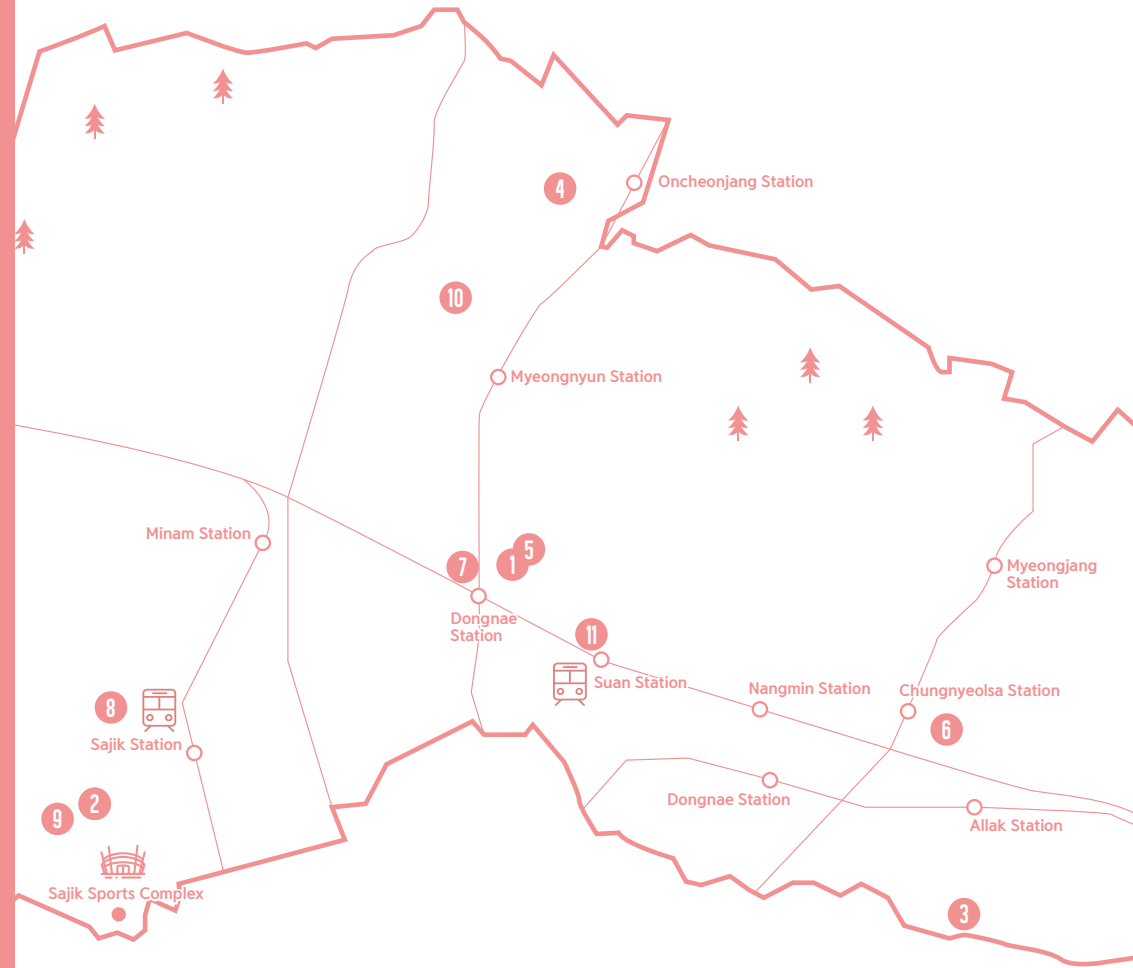 4
Oncheonjang Station
10
Myeongnyun Station
Minam Station
7
1
5
Dongnae
Station
Myeongjang
Station
11
Suan Station
Nangmin Station
Chungnyeolsa Station
6
8
Sajik Station
Dongnae Station
Allak Station
9
2
Sajik Sports Complex
3